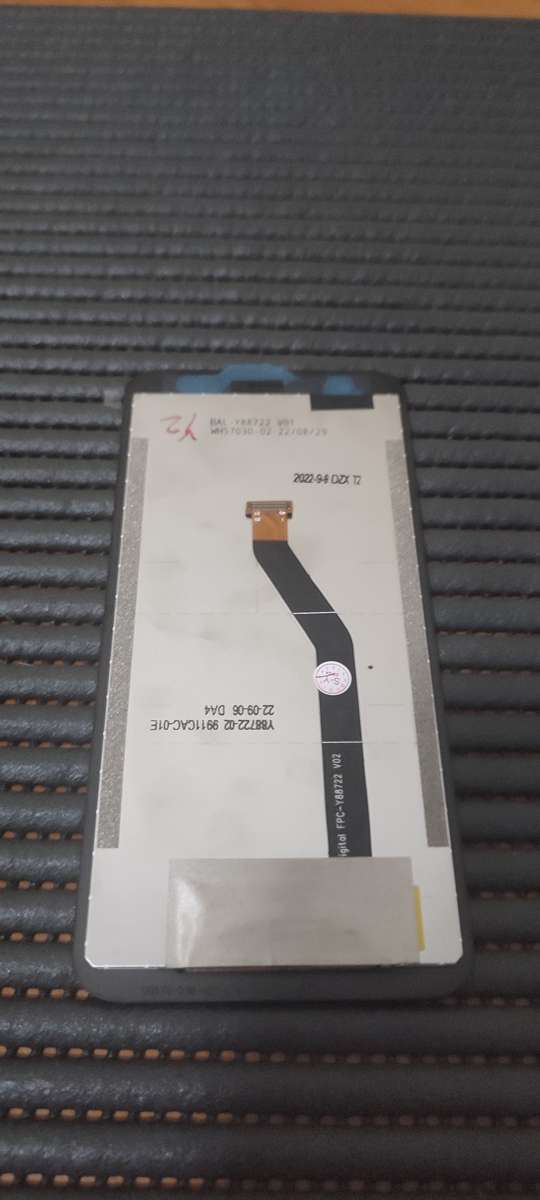 Y2
BAL-Y88722 V01
WH57030-02 22/08/29
2022-9-8 DZX T2
S-Y
Y88722-02 9911CAC-01E
22-09-06 DA4
igital FPC-Y88722 V02